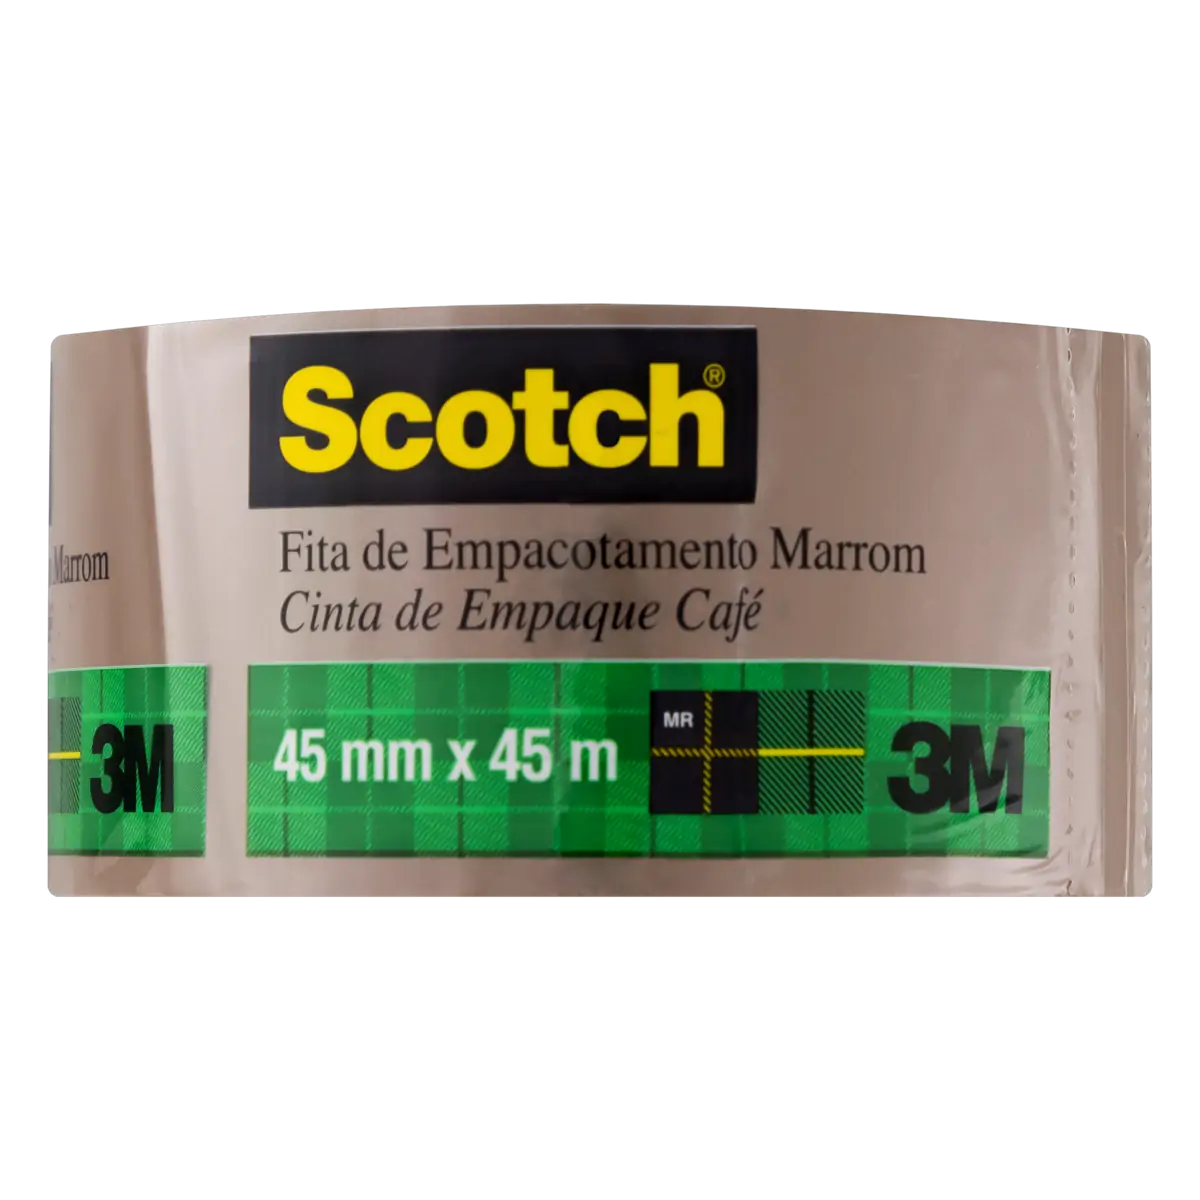 Scotch®
Fita de Empacotamento Marrom
Cinta de Empaque Café
45 mm x 45 m
MR
3M
Marrom
3M